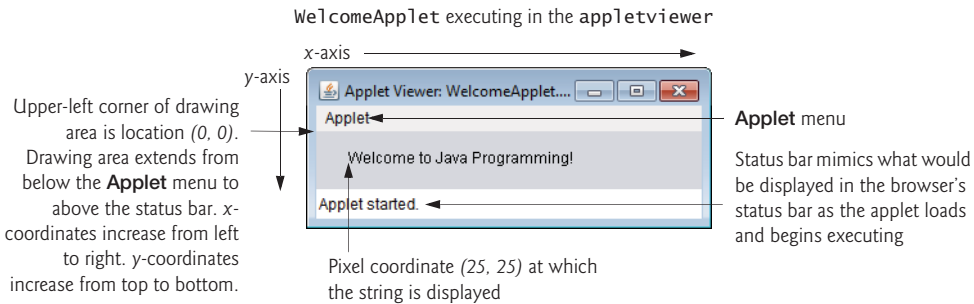 WelcomeApplet executing in the appletviewer
x-axis
y-axis
Upper-left corner of drawing
area is location (0, 0).
Drawing area extends from
below the Applet menu to
above the status bar. x-
coordinates increase from left
to right. y-coordinates
increase from top to bottom.
Applet Viewer: WelcomeApplet....
Applet
Welcome to Java Programming!
Applet started.
Applet menu
Status bar mimics what would
be displayed in the browser's
status bar as the applet loads
and begins executing
Pixel coordinate (25, 25) at which
the string is displayed